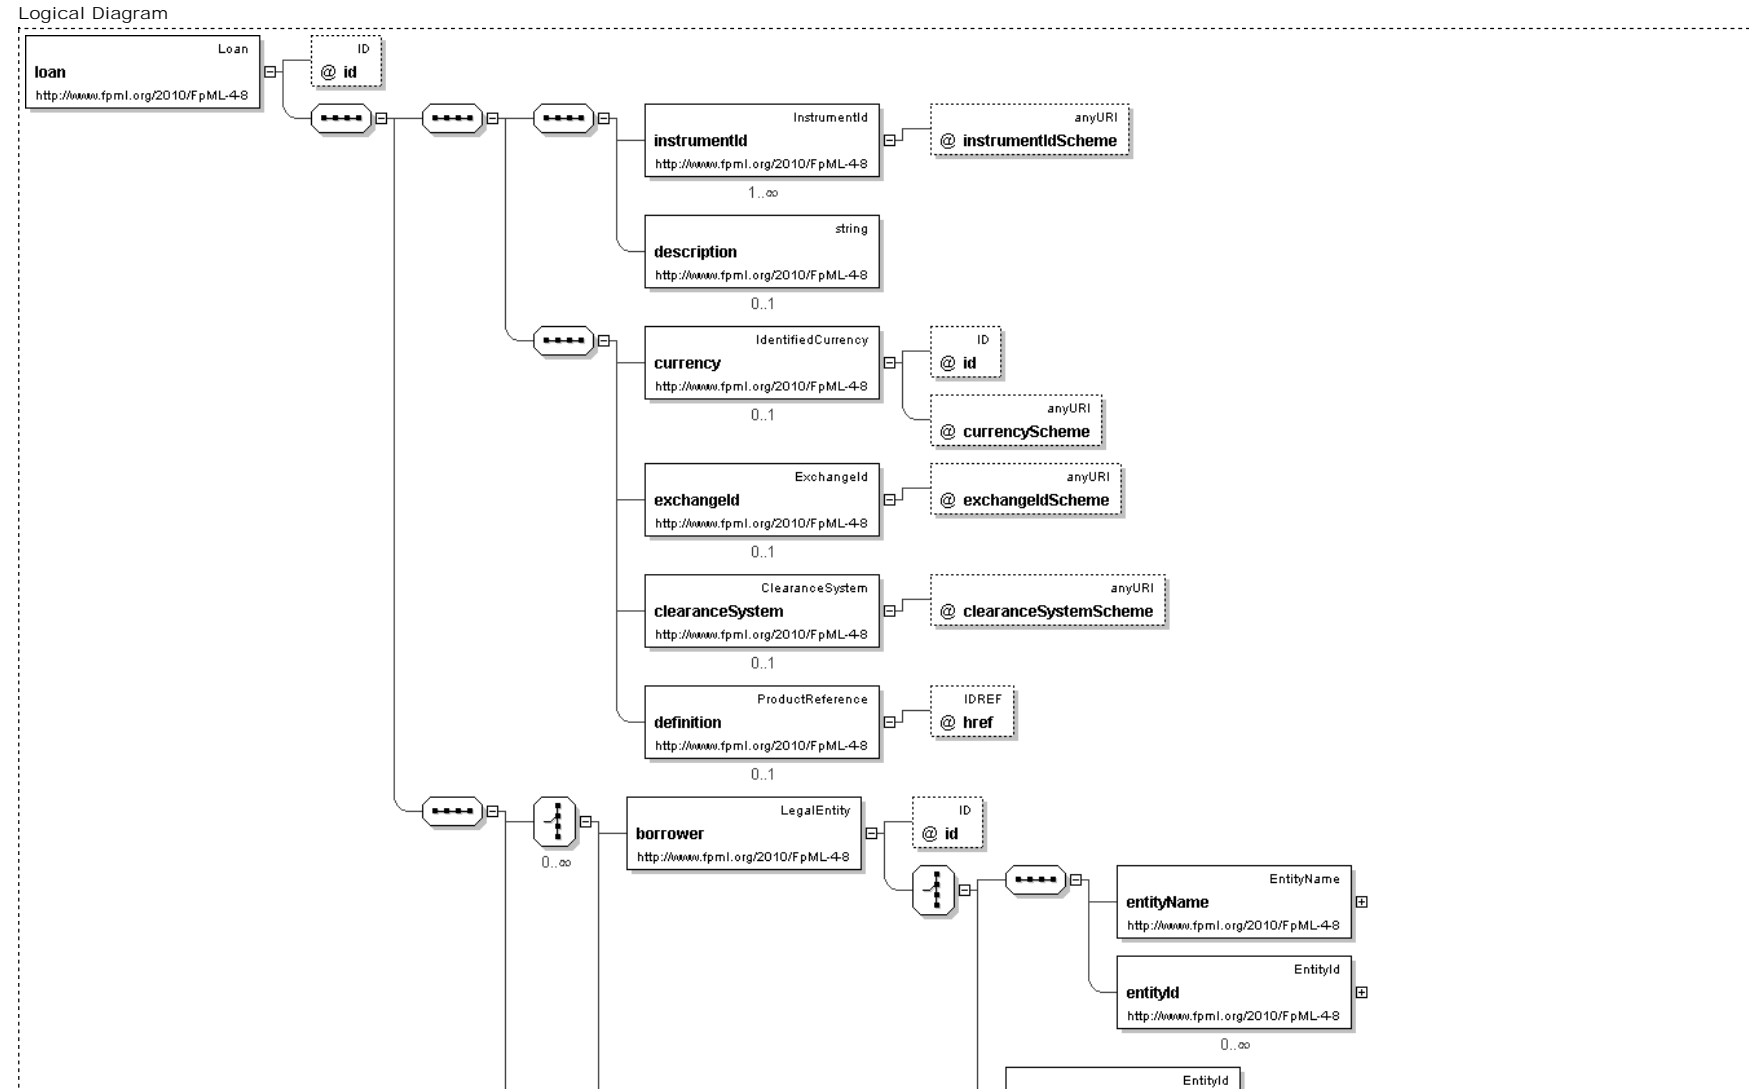 Logical Diagram
Loan
loan
http://www.fpml.org/2010/FpML-4-8
ID
@ id
InstrumentId
instrumentId
http://www.fpml.org/2010/FpML-4-8
1..∞
anyURI
@ instrumentIdScheme
string
description
http://www.fpml.org/2010/FpML-4-8
0..1
IdentifiedCurrency
currency
http://www.fpml.org/2010/FpML-4-8
0..1
ID
@ id
anyURI
@ currencyScheme
ExchangeId
exchangeId
http://www.fpml.org/2010/FpML-4-8
0..1
anyURI
@ exchangeIdScheme
ClearanceSystem
clearanceSystem
http://www.fpml.org/2010/FpML-4-8
0..1
anyURI
@ clearanceSystemScheme
ProductReference
definition
http://www.fpml.org/2010/FpML-4-8
0..1
IDREF
@ href
0..∞
LegalEntity
borrower
http://www.fpml.org/2010/FpML-4-8
ID
@ id
EntityName
entityName
http://www.fpml.org/2010/FpML-4-8
EntityId
entityId
http://www.fpml.org/2010/FpML-4-8
0..∞
EntityId